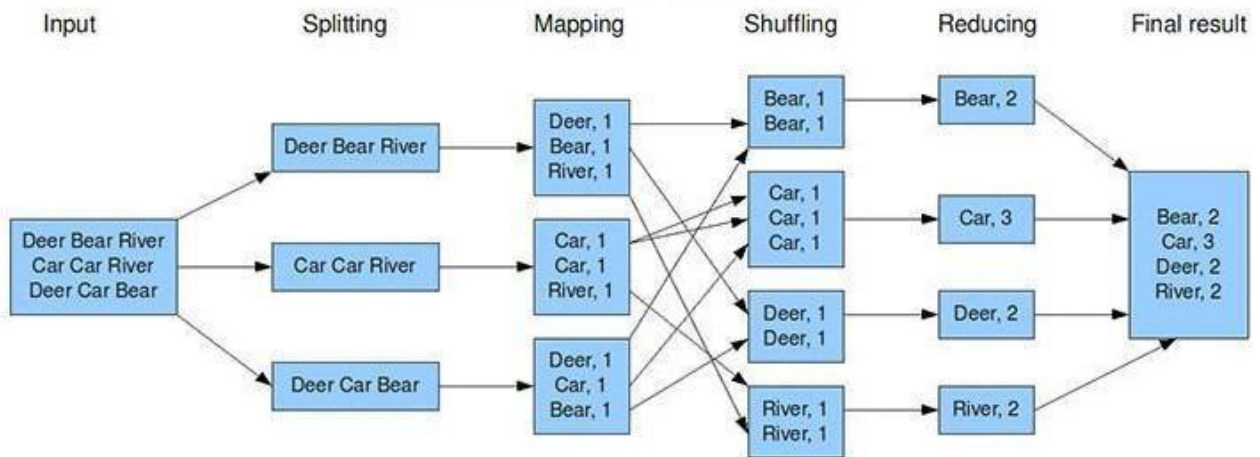 Input
Splitting
Mapping
Shuffling
Reducing
Final result
Deer Bear River
Car Car River
Deer Car Bear
Deer Bear River
Car Car River
Deer Car Bear
Deer, 1
Bear, 1
River, 1
Car, 1
Car, 1
River, 1
Deer, 1
Car, 1
Bear, 1
Bear, 1
Bear, 1
Car, 1
Car, 1
Car, 1
Deer, 1
Deer, 1
River, 1
River, 1
Bear, 2
Car, 3
Deer, 2
River, 2
Bear, 2
Car, 3
Deer, 2
River, 2